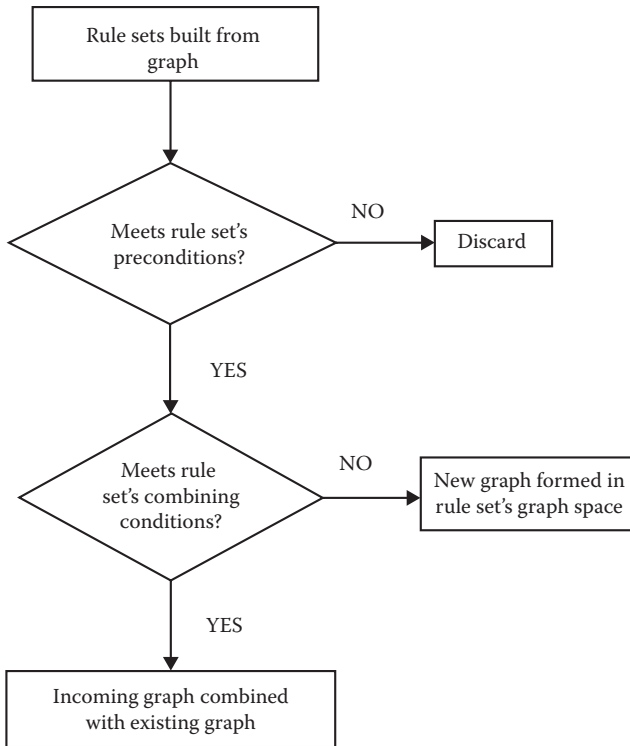 Rule sets built from
graph
Meets rule set's
preconditions?
NO
Discard
YES
Meets rule
set's combining
conditions?
NO
New graph formed in
rule set's graph space
YES
Incoming graph combined
with existing graph